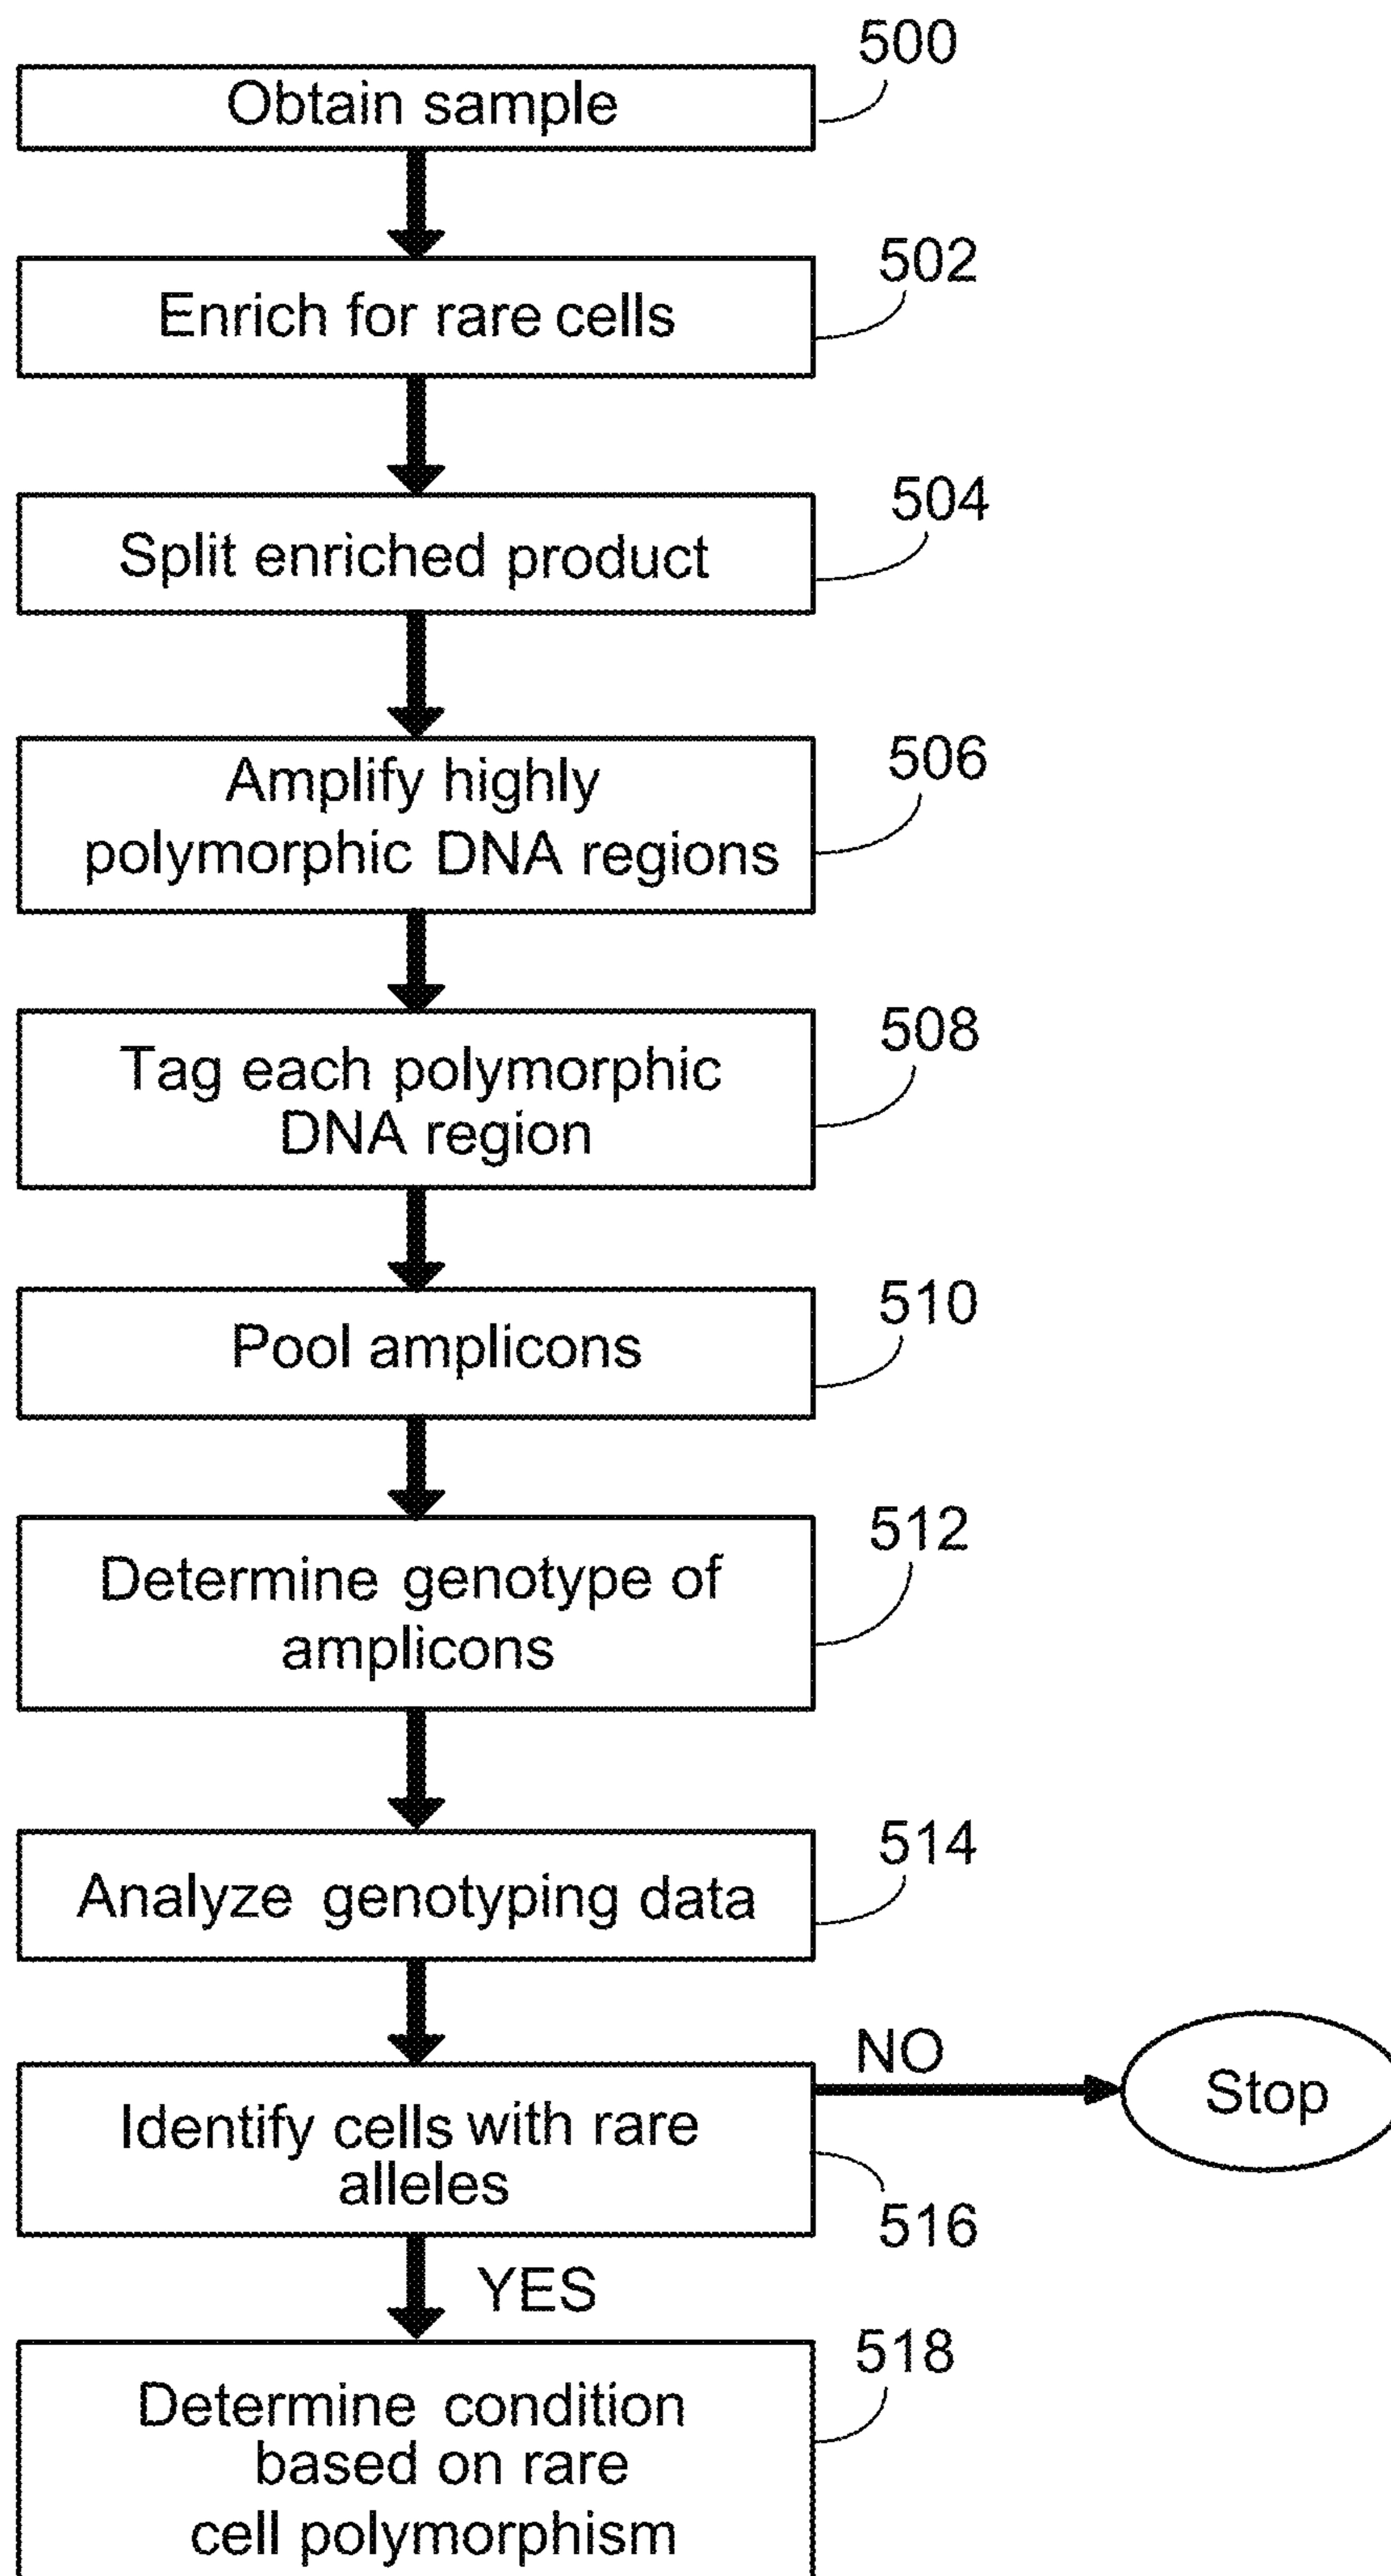 500
Obtain sample
502
Enrich for rare cells
504
Split enriched product
506
Amplify highly
polymorphic DNA regions
508
Tag each polymorphic
DNA region
510
Pool amplicons
512
Determine genotype of
amplicons
514
Analyze genotyping data
NO
Stop
Identify cells with rare
alleles
516
YES
518
Determine condition
based on rare
cell polymorphism